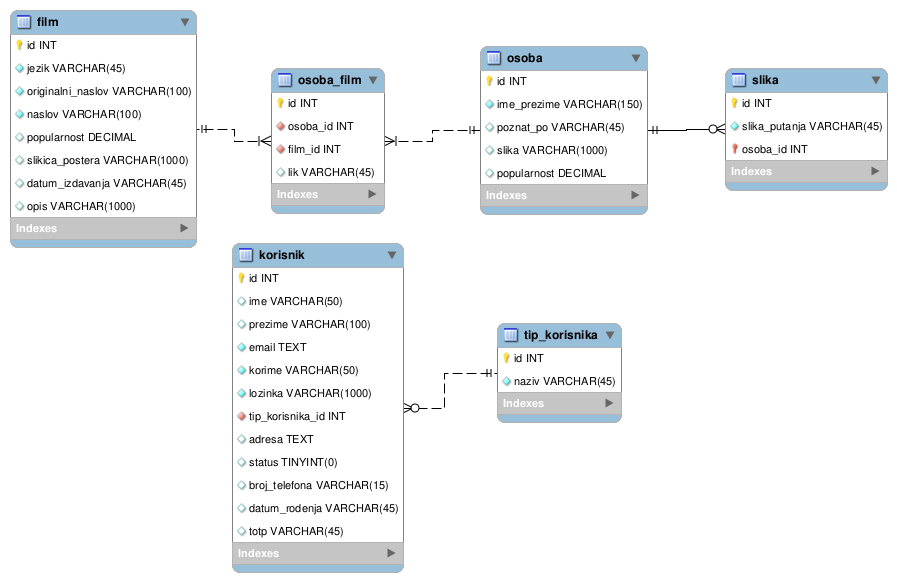 film
id INT
jezik VARCHAR(45)
originalni_naslov VARCHAR(100)
naslov VARCHAR(100)
popularnost DECIMAL
slikica_postera VARCHAR(1000)
datum_izdavanja VARCHAR(45)
opis VARCHAR(1000)
Indexes
osoba_film
id INT
osoba_id INT
film_id INT
lik VARCHAR(45)
Indexes
osoba
id INT
ime_prezime VARCHAR(150)
poznat_po VARCHAR(45)
slika VARCHAR(1000)
popularnost DECIMAL
Indexes
slika
id INT
slika_putanja VARCHAR(45)
osoba_id INT
Indexes
korisnik
id INT
ime VARCHAR(50)
prezime VARCHAR(100)
email TEXT
korime VARCHAR(50)
lozinka VARCHAR(1000)
tip_korisnika_id INT
adresa TEXT
status TINYINT(0)
broj_telefona VARCHAR(15)
datum_rodenja VARCHAR(45)
totp VARCHAR(45)
Indexes
tip_korisnika
id INT
naziv VARCHAR(45)
Indexes